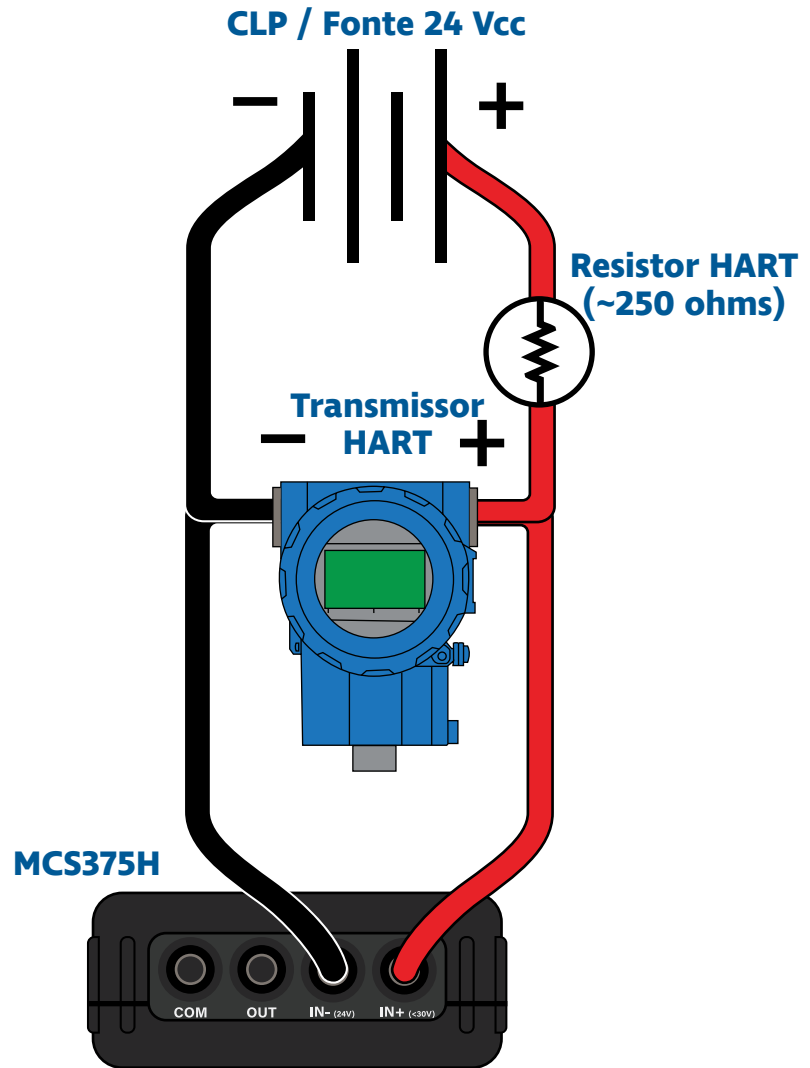 CLP / Fonte 24 Vcc
− +
Resistor HART
(~250 ohms)
Transmissor
− HART +
MCS375H
COM OUT IN- (24V) IN+ (<30V)